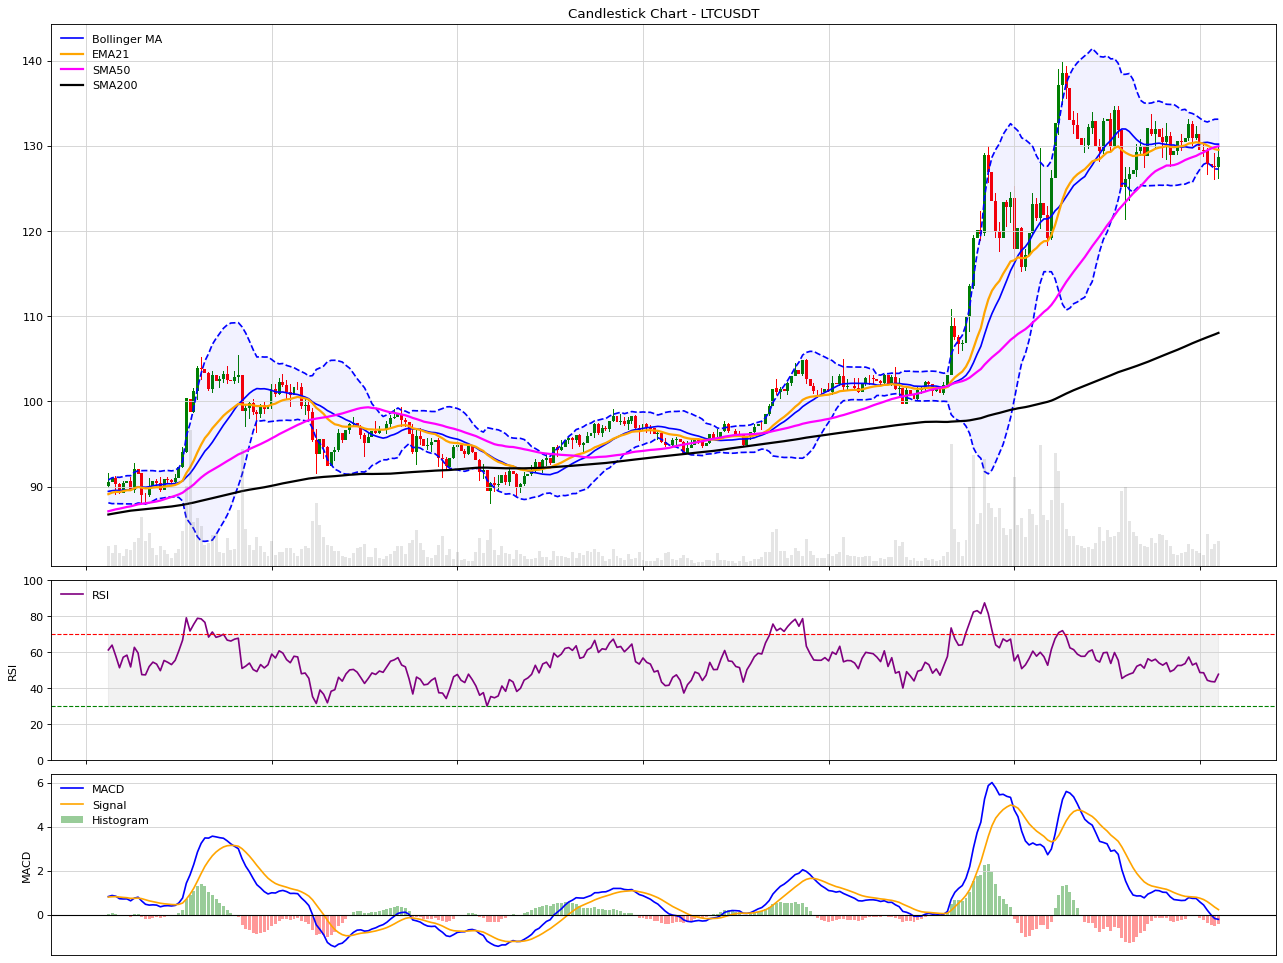 Candlestick Chart - LTCUSDT
Bollinger MA
EMA21
SMA50
SMA200
140
130
120
110
100
90
100
80
60
40
20
0
RSI
RSI
6
4
2
0
MACD
MACD
Signal
Histogram